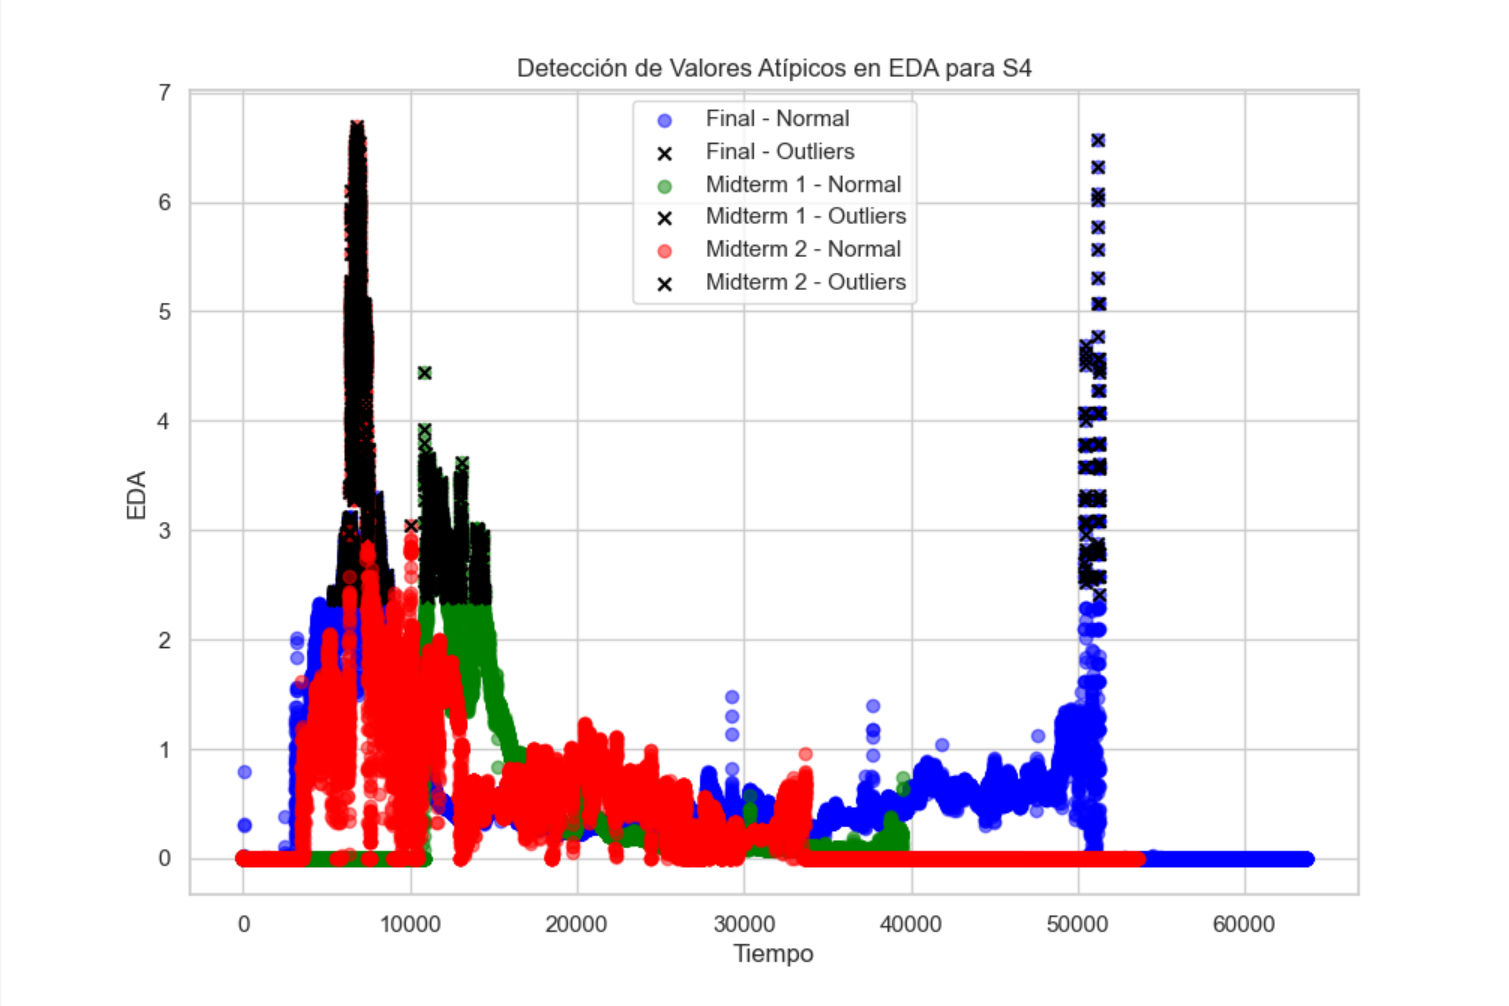 Detección de Valores Atípicos en EDA para S4
7
6
5
4
3
2
1
0
EDA
Final - Normal
Final - Outliers
Midterm 1 - Normal
Midterm 1 - Outliers
Midterm 2 - Normal
Midterm 2 - Outliers
0 10000 20000 30000 40000 50000 60000
Tiempo